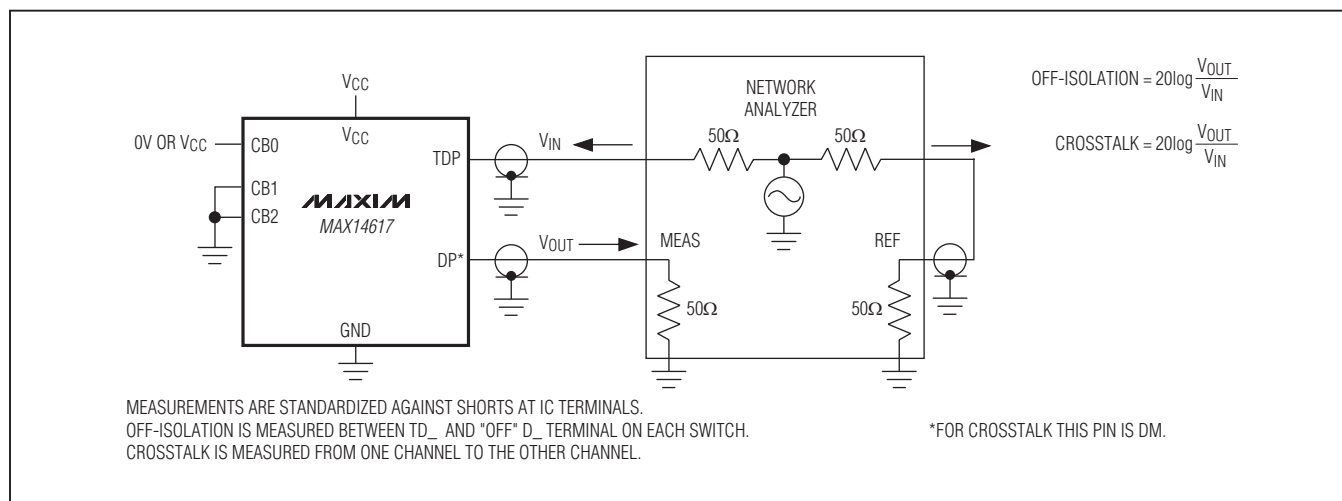 VCC
0V OR VCC
CB0
VCC
TDP
VIN
CB1
CB2
MAXIM
MAX14617
DP*
VOUT
GND
NETWORK
ANALYZER
50Ω
50Ω
MEAS
REF
50Ω
50Ω
OFF-ISOLATION = 20log VOUT
VIN
CROSSTALK = 20log VOUT
VIN
MEASUREMENTS ARE STANDARDIZED AGAINST SHORTS AT IC TERMINALS.
OFF-ISOLATION IS MEASURED BETWEEN TD_ AND "OFF" D_ TERMINAL ON EACH SWITCH.
CROSSTALK IS MEASURED FROM ONE CHANNEL TO THE OTHER CHANNEL.
*FOR CROSSTALK THIS PIN IS DM.